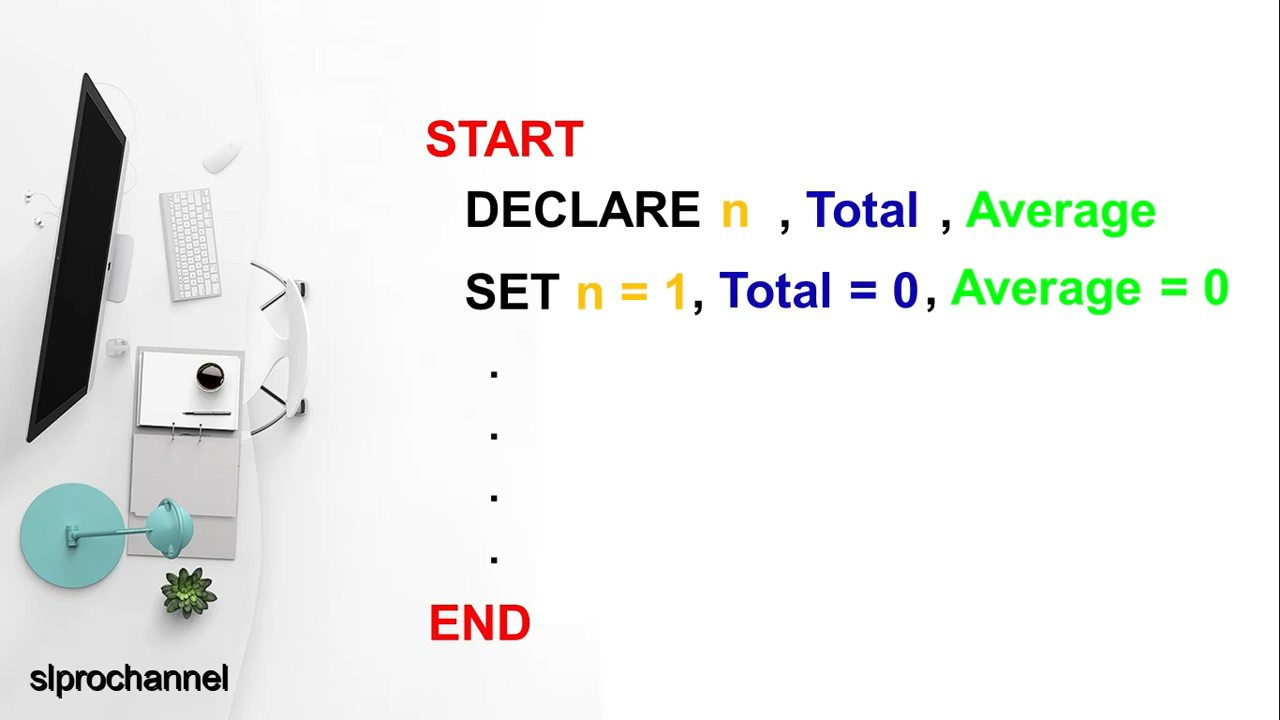 START
DECLARE n , Total , Average
SET n = 1, Total = 0, Average = 0
.
.
.
.
END
slprochannel